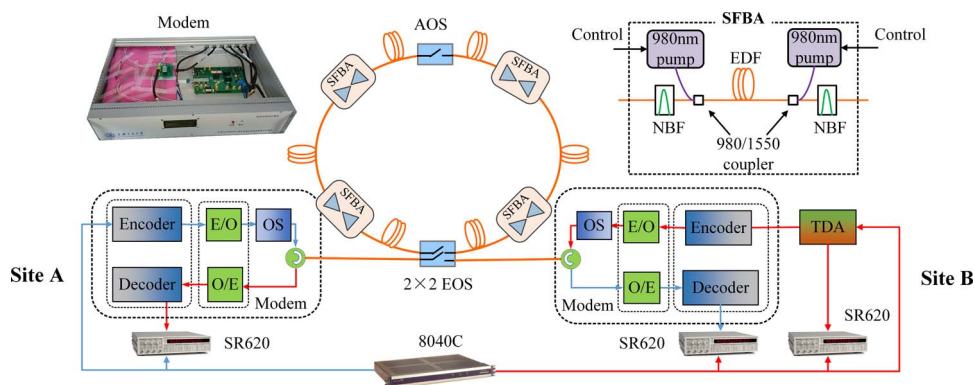 Modem
AOS
SFBA
SFBA
SFBA
SFBA
2×2 EOS
SFBA
Control
980nm
pump
EDF
980nm
pump
Control
NBF
980/1550
coupler
NBF
Site A
Encoder
E/O
OS
Decoder
O/E
Modem
SR620
8040C
OS
E/O
Encoder
TDA
Modem
O/E
Decoder
Site B
SR620
SR620